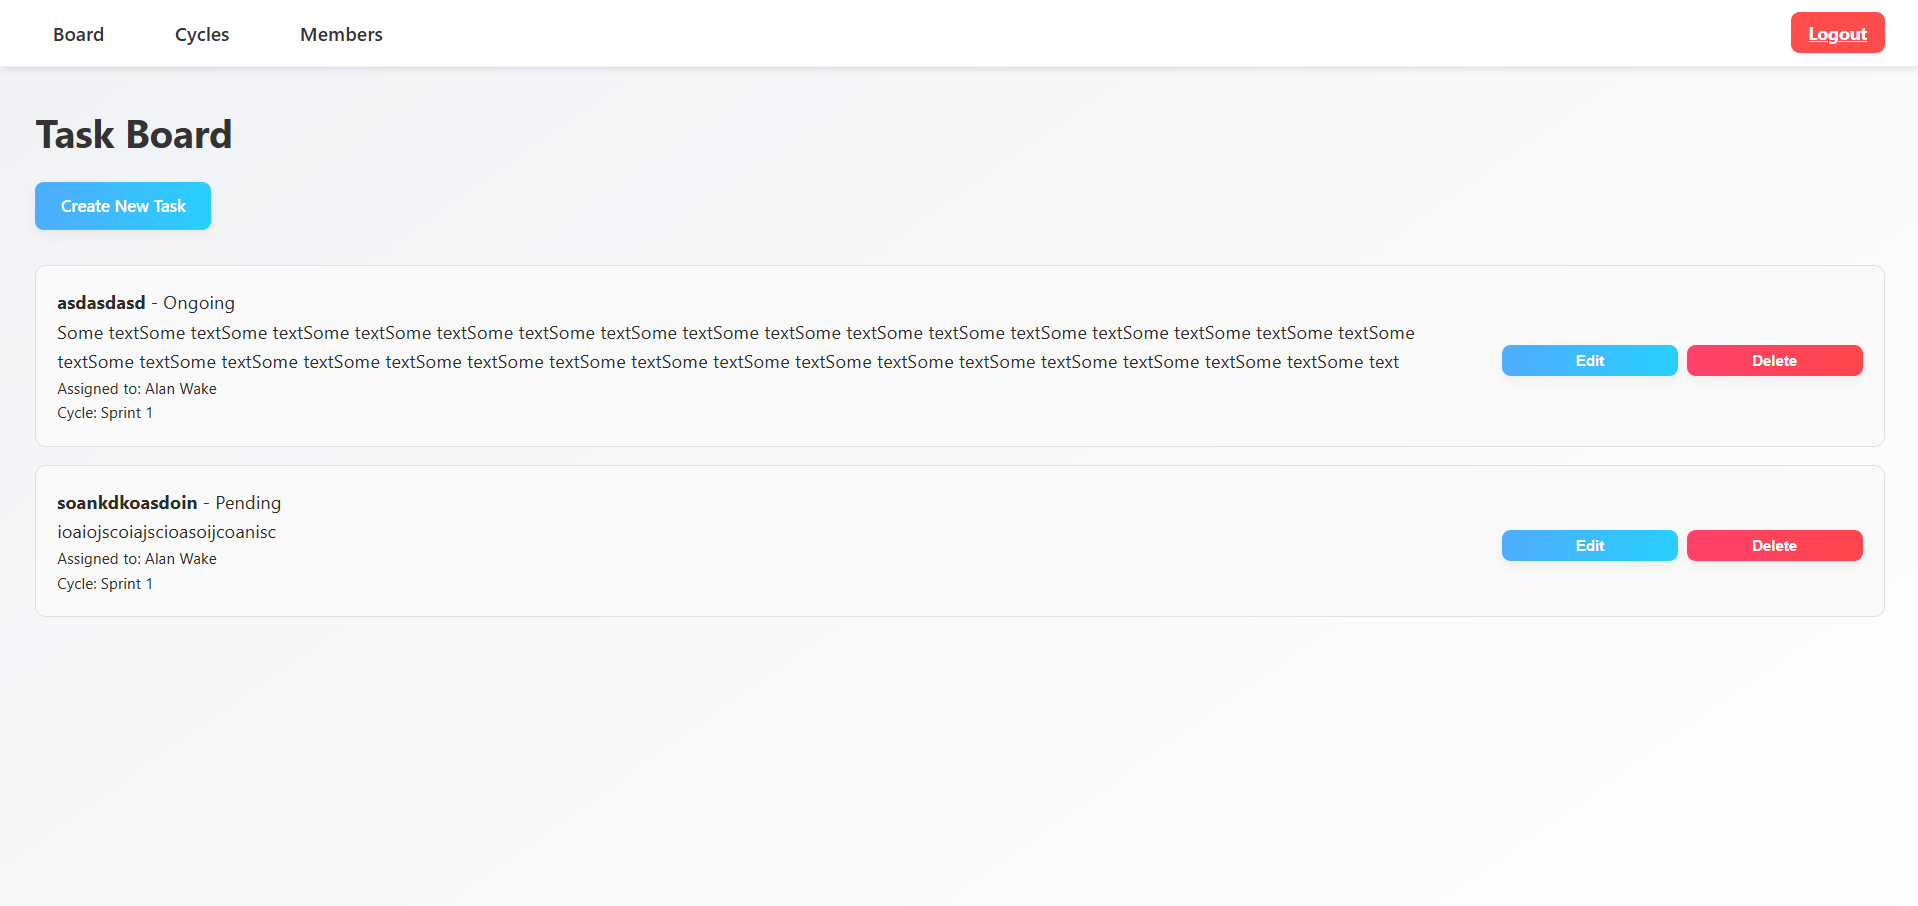 Board Cycles Members Logout
Task Board
Create New Task
asdasdasd - Ongoing
Some textSome textSome textSome textSome textSome textSome textSome textSome textSome textSome textSome textSome textSome textSome textSome textSome
textSome textSome textSome textSome textSome textSome textSome textSome textSome textSome textSome textSome textSome textSome textSome textSome text
Assigned to: Alan Wake
Cycle: Sprint 1
Edit Delete
soankdkoasdoin - Pending
ioaiojscoiajscioasoijcoanisc
Assigned to: Alan Wake
Cycle: Sprint 1
Edit Delete